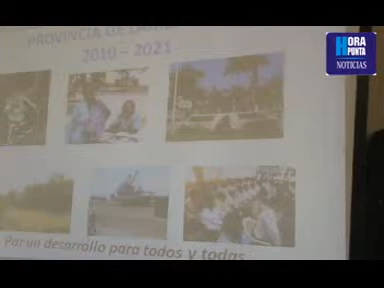 PROVINCIA DE
2010 - 2021
HORA
PUNTA
NOTICIAS
Por un desarrollo para todos y todas